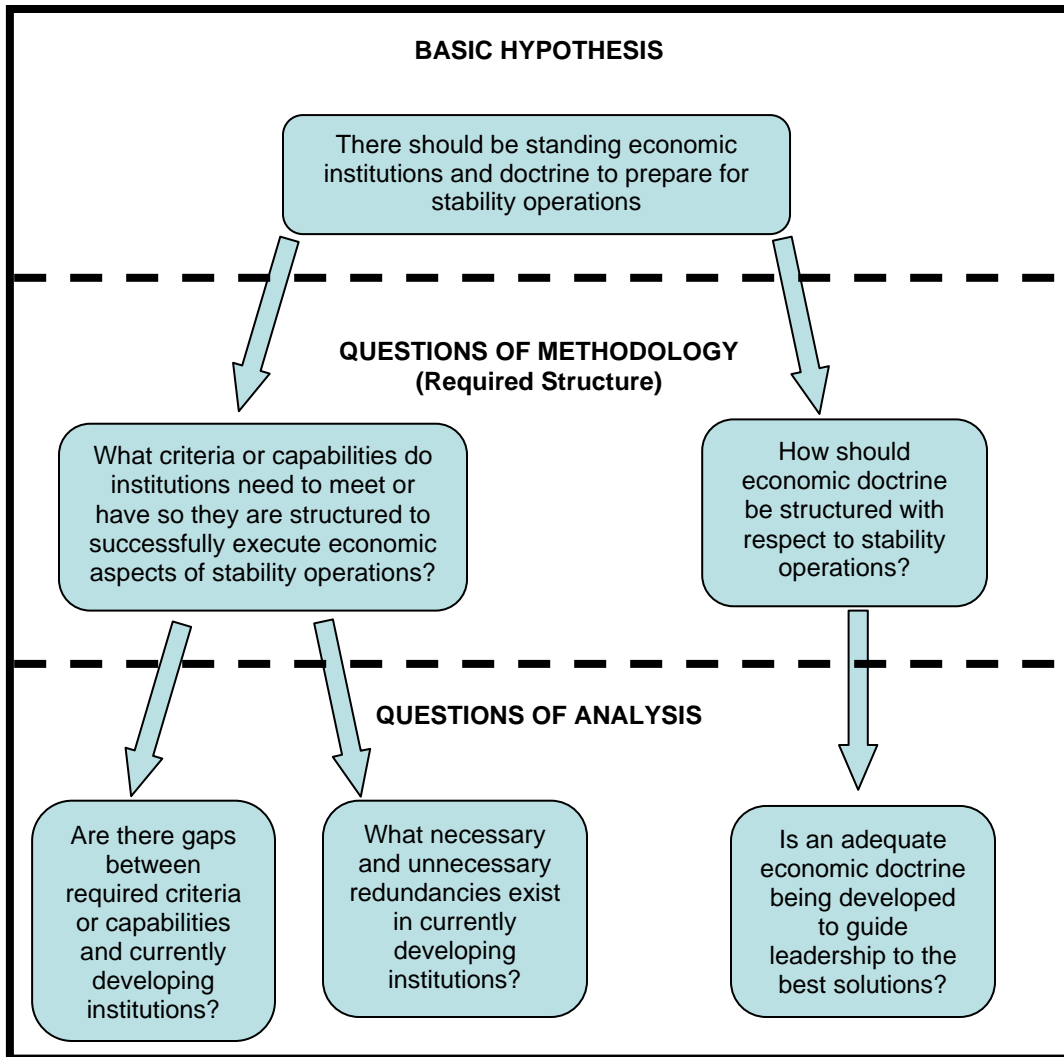 BASIC HYPOTHESIS
There should be standing economic
institutions and doctrine to prepare for
stability operations
QUESTIONS OF METHODOLOGY
(Required Structure)
What criteria or capabilities do
institutions need to meet or
have so they are structured to
successfully execute economic
aspects of stability operations?
How should
economic doctrine
be structured with
respect to stability
operations?
QUESTIONS OF ANALYSIS
Are there gaps
between
required criteria
or capabilities
and currently
developing
institutions?
What necessary
and unnecessary
redundancies exist
in currently
developing
institutions?
Is an adequate
economic doctrine
being developed
to guide
leadership to the
best solutions?